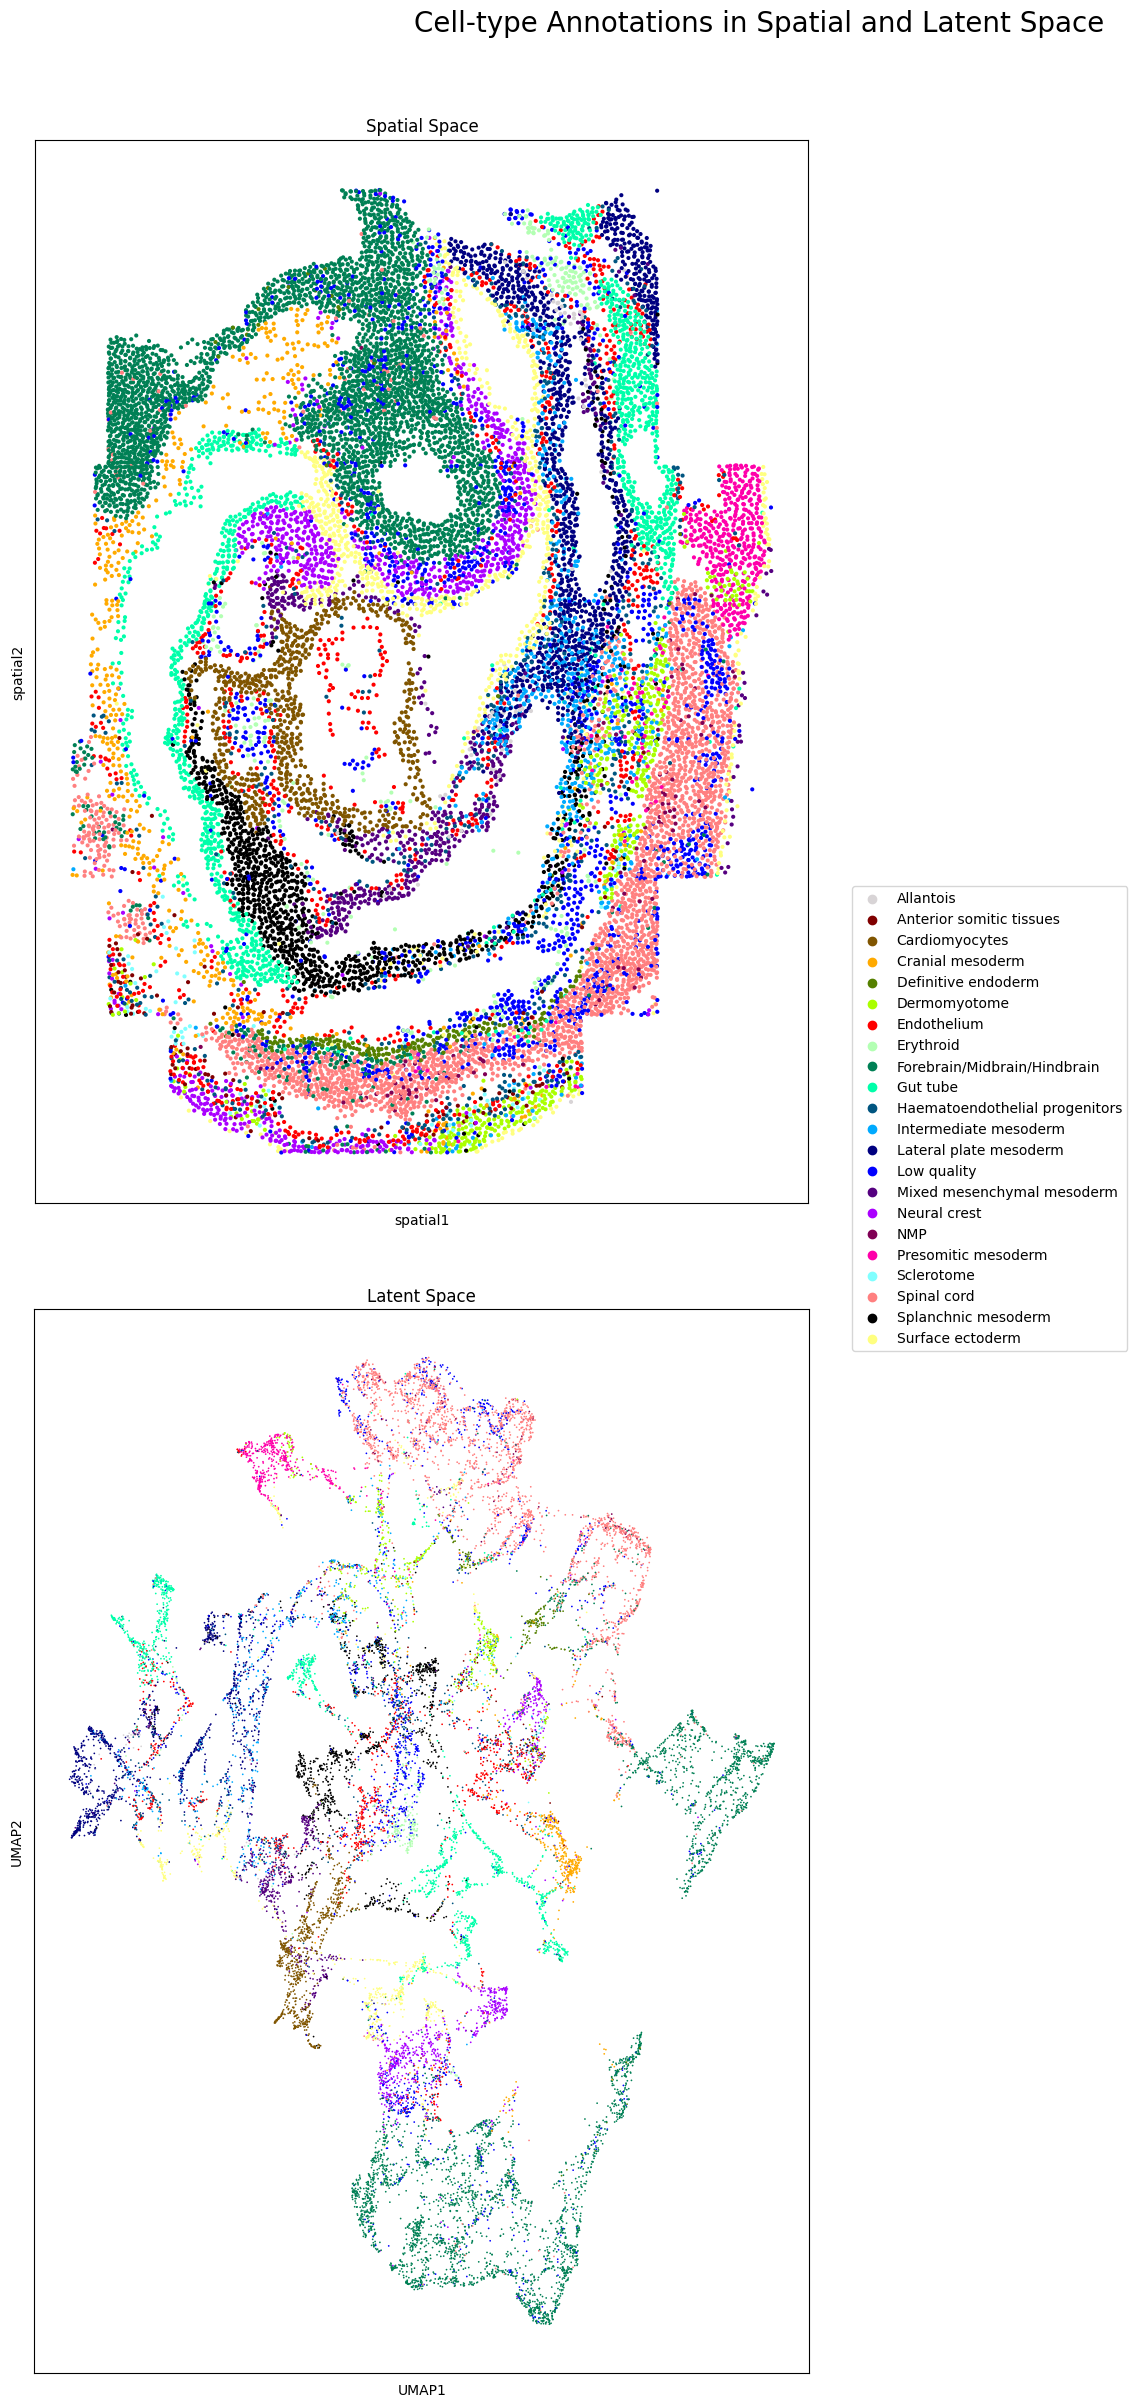 Cell-type Annotations in Spatial and Latent Space
Spatial Space
spatial2
spatial1
Allantois
Anterior somitic tissues
Cardiomyocytes
Cranial mesoderm
Definitive endoderm
Dermomyotome
Endothelium
Erythroid
Forebrain/Midbrain/Hindbrain
Gut tube
Haematoendothelial progenitors
Intermediate mesoderm
Lateral plate mesoderm
Low quality
Mixed mesenchymal mesoderm
Neural crest
NMP
Presomitic mesoderm
Sclerotome
Spinal cord
Splanchnic mesoderm
Surface ectoderm
Latent Space
UMAP2
UMAP1